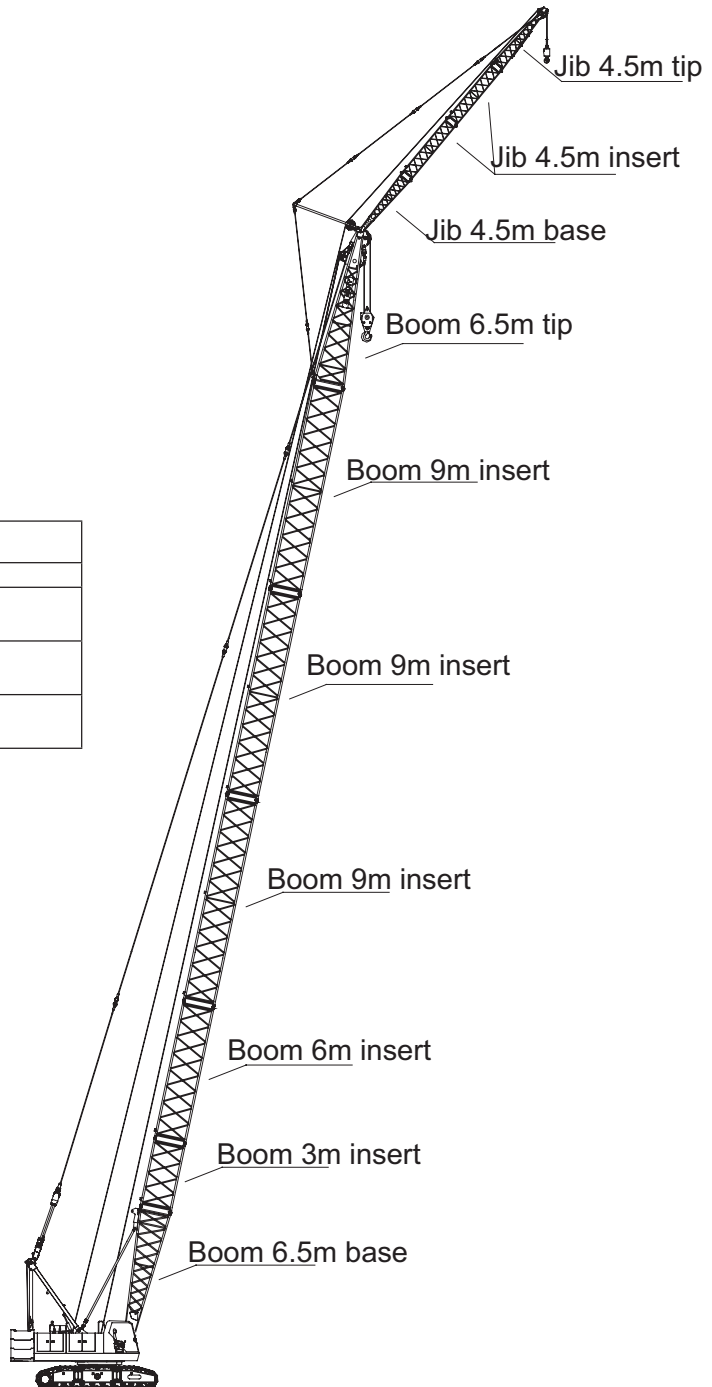 Jib 4.5m tip
Jib 4.5m insert
Jib 4.5m base
Boom 6.5m tip
Boom 9m insert
Boom 9m insert
Boom 9m insert
Boom 6m insert
Boom 3m insert
Boom 6.5m base